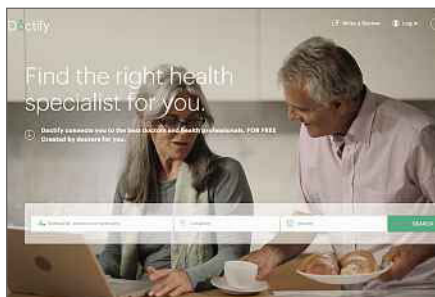 Doctify
Write a Review
Log in
Find the right health
specialist for you.
Doctify connects you to the best doctors and health professionals. FOR FREE
Created by doctors for you.
SEARCH